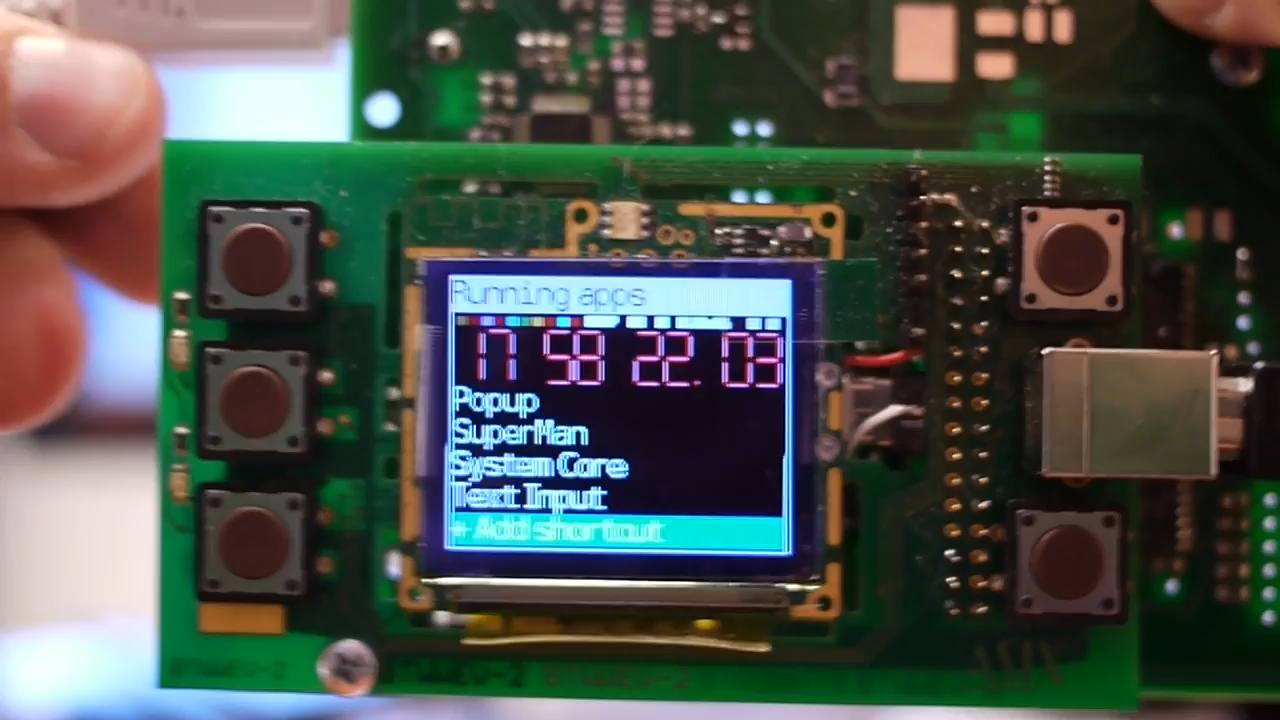 Running apps
17 58 22. 03
Popup
SuperMan
System Core
Text Input
+ Add shortcut